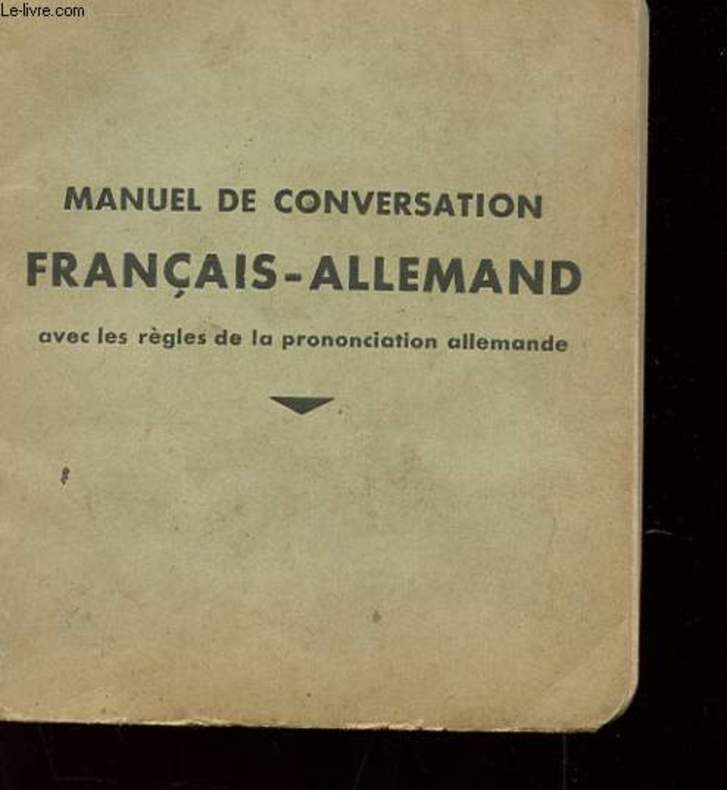 Le-livre.com
MANUEL DE CONVERSATION
FRANÇAIS-ALLEMAND
avec les règles de la prononciation allemande